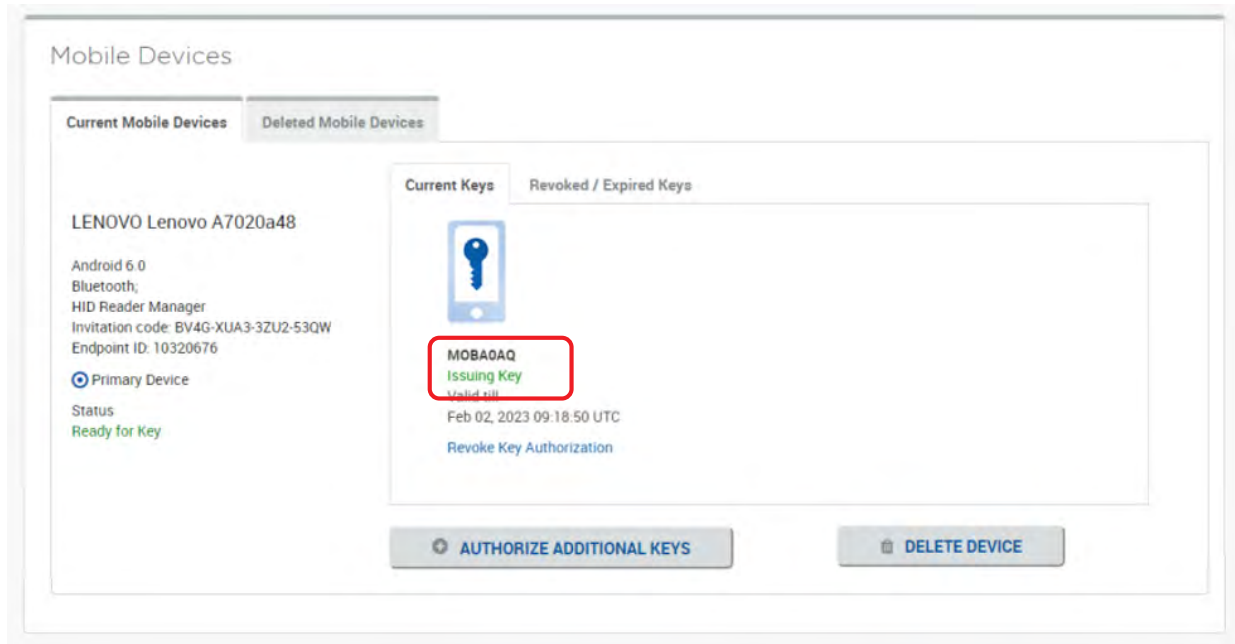 Mobile Devices
Current Mobile Devices
Deleted Mobile Devices
LENOVO Lenovo A7020a48
Android 6.0
Bluetooth;
HID Reader Manager
Invitation code: BV4G-XUA3-3ZU2-53QW
Endpoint ID: 10320676
Primary Device
Status
Ready for Key
Current Keys
Revoked / Expired Keys
MOBA0AQ
Issuing Key
Valid till
Feb 02, 2023 09:18:50 UTC
Revoke Key Authorization
AUTHORIZE ADDITIONAL KEYS
DELETE DEVICE